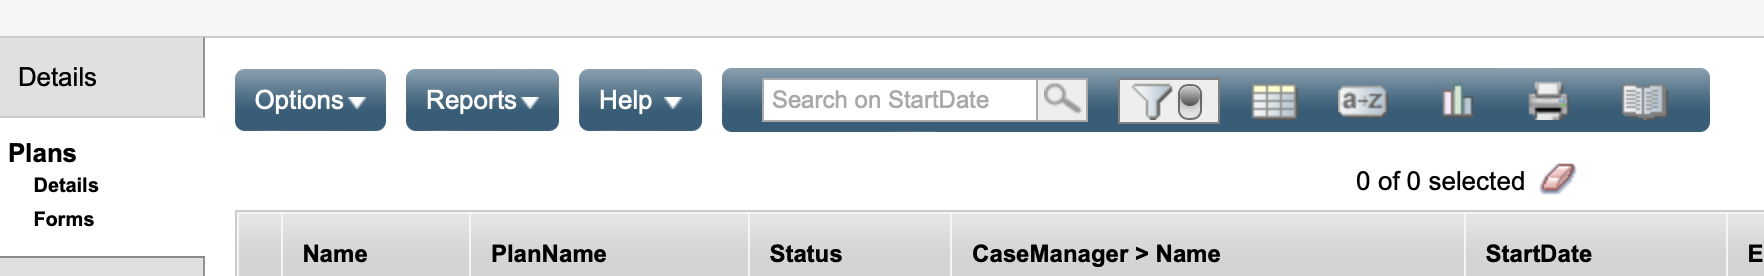 Details
Plans
Details
Forms
Options Reports Help Search on StartDate a-z
0 of 0 selected
Name PlanName Status CaseManager > Name StartDate E